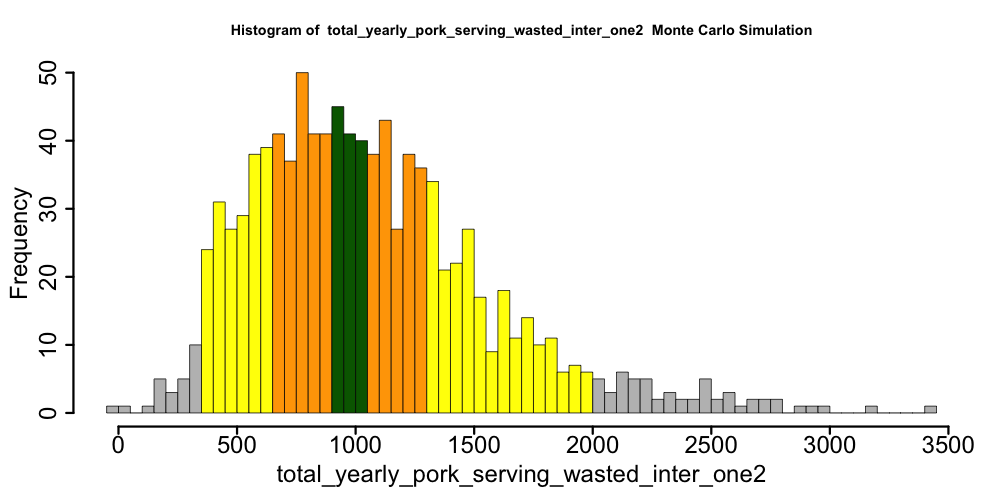 Histogram of  total_yearly_pork_serving_wasted_inter_one2  Monte Carlo Simulation
50
40
30
20
10
0
Frequency
0 500 1000 1500 2000 2500 3000 3500
total_yearly_pork_serving_wasted_inter_one2